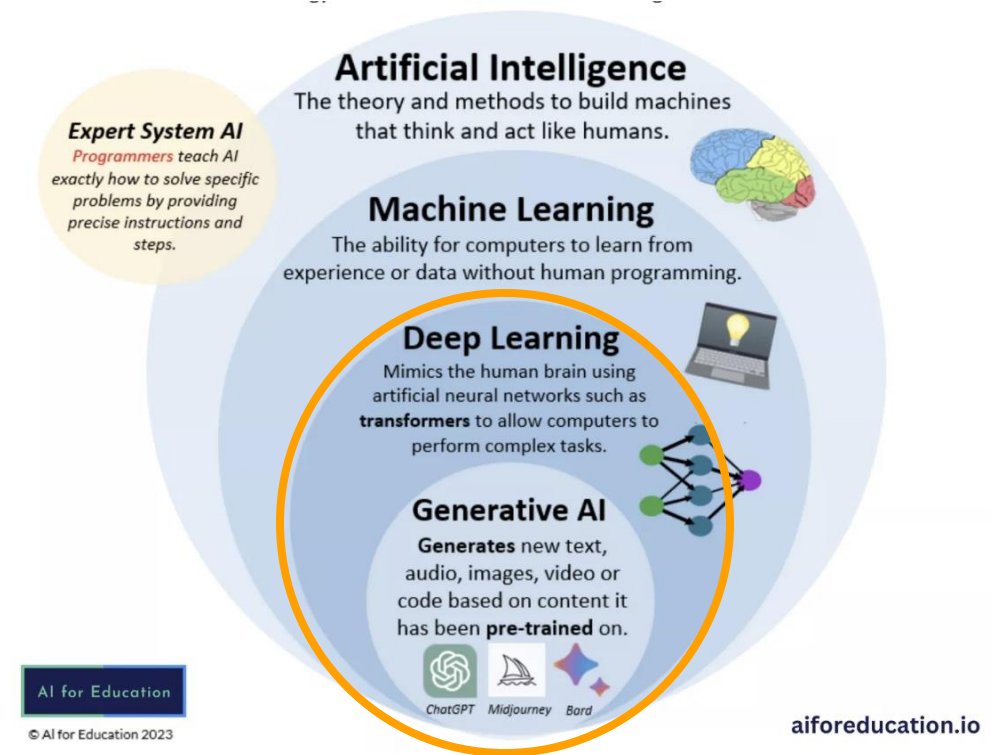 Artificial Intelligence
The theory and methods to build machines
that think and act like humans.
Expert System AI
Programmers teach AI
exactly how to solve specific
problems by providing
precise instructions and
steps.
Machine Learning
The ability for computers to learn from
experience or data without human programming.
Deep Learning
Mimics the human brain using
artificial neural networks such as
transformers to allow computers to
perform complex tasks.
Generative AI
Generates new text,
audio, images, video or
code based on content it
has been pre-trained on.
ChatGPT Midjourney Bard
AI for Education
© AI for Education 2023
aiforeducation.io